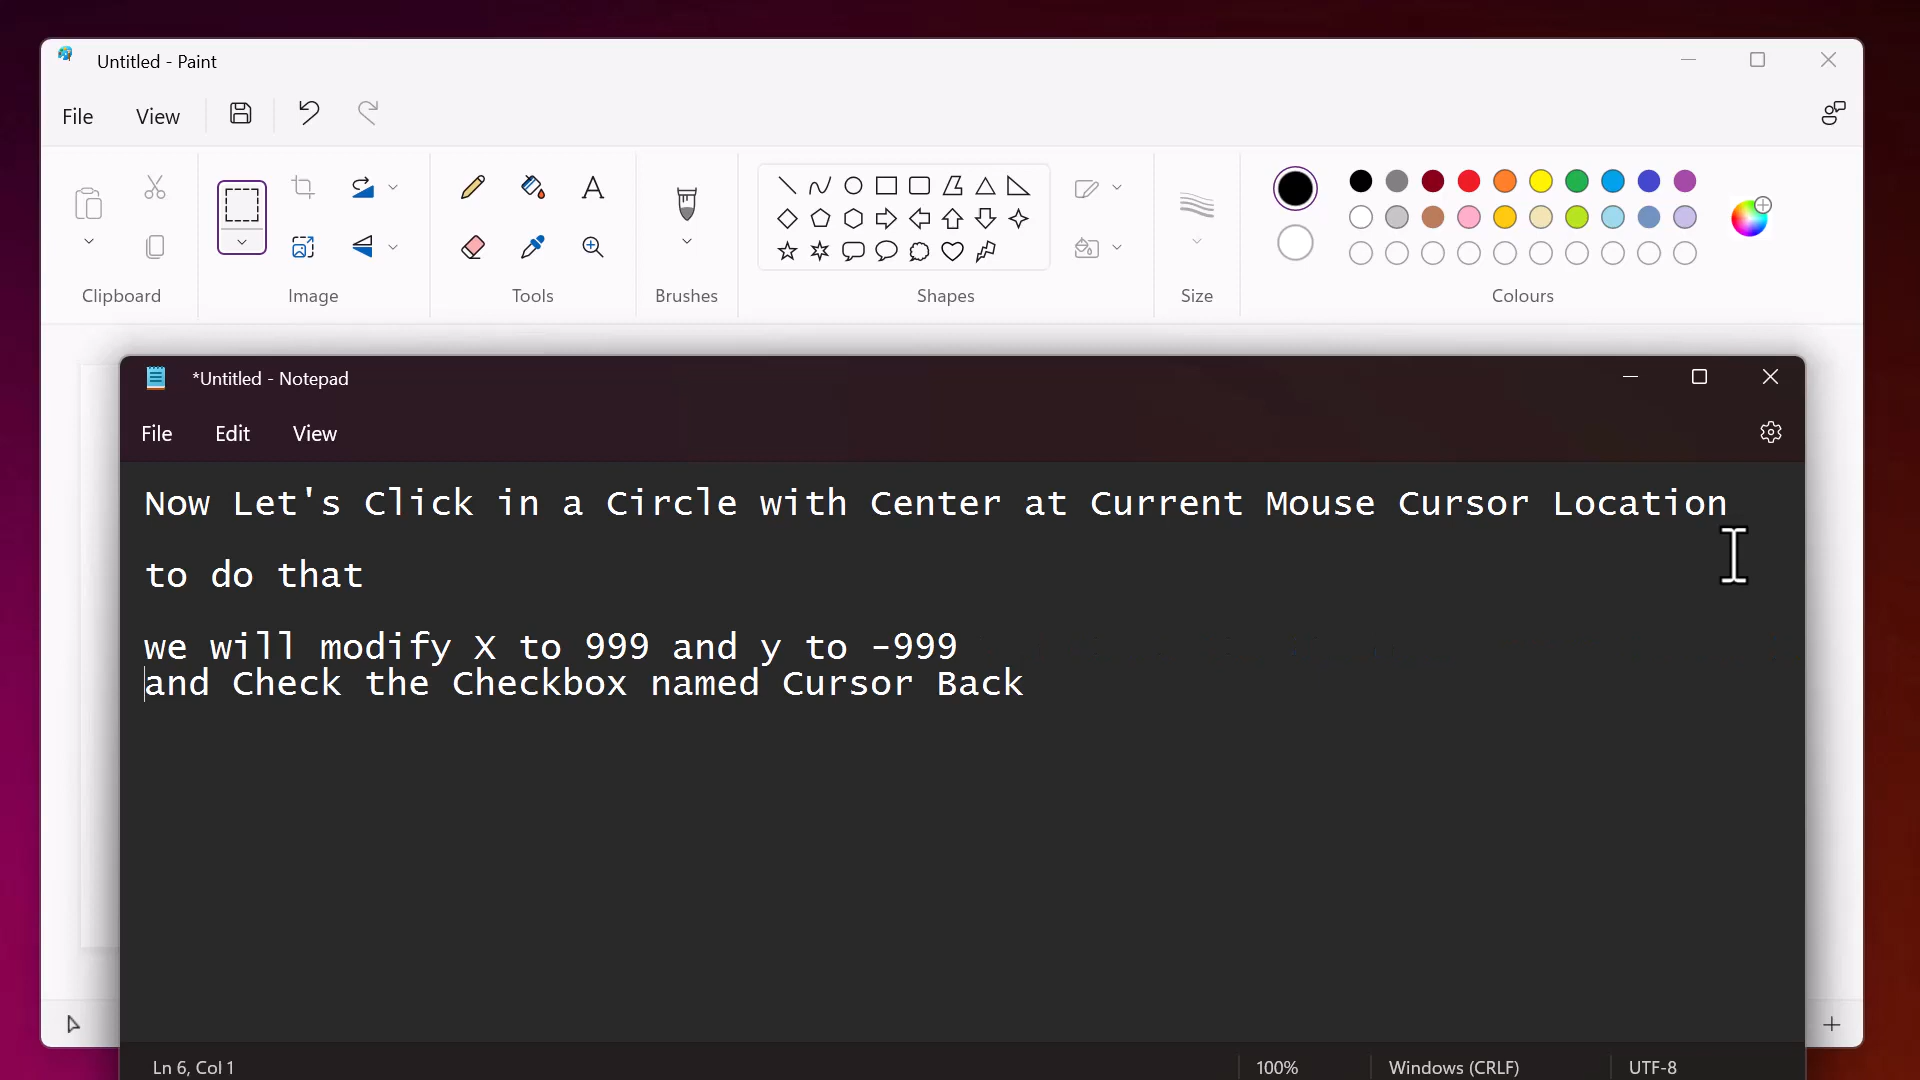 Untitled - Paint
File View
Clipboard Image Tools Brushes Shapes Size Colours
*Untitled - Notepad
File Edit View
Now Let's Click in a Circle with Center at Current Mouse Cursor Location
to do that
we will modify X to 999 and y to -999
and Check the Checkbox named Cursor Back
Ln 6, Col 1 100% Windows (CRLF) UTF-8